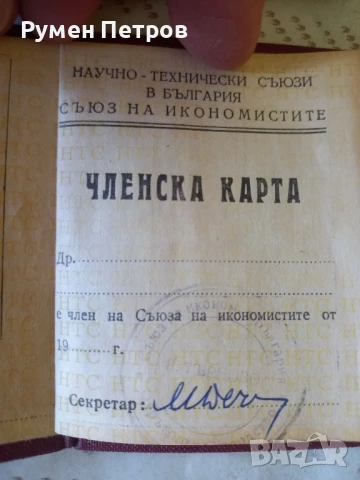 Румен Петров
НАУЧНО-ТЕХНИЧЕСКИ СЪЮЗИ
В БЪЛГАРИЯ
СЪЮЗ НА ИКОНОМИСТИТЕ
ЧЛЕНСКА КАРТА
Др.
е член на Съюза на икономистите от
19 г.
Секретар:
BAZAR